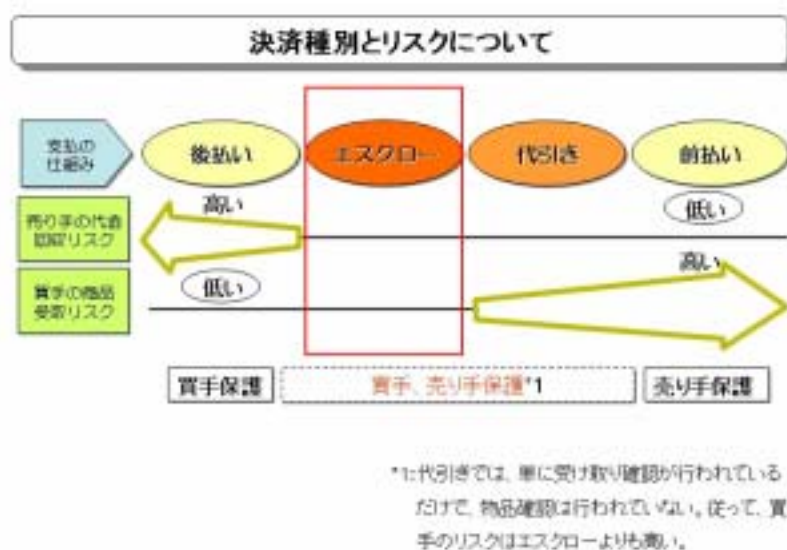 決済種別とリスクについて
支払の
仕組み
後払い
エスクロー
代引き
前払い
売り手の代金
回収リスク
高い
低い
買手の商品
受取リスク
低い
高い
買手保護
買手、売り手保護*1
売り手保護
*1:代引きでは、単に受け取り確認が行われている
だけで、物品確認は行われていない。従って、買
手のリスクはエスクローよりも高い。